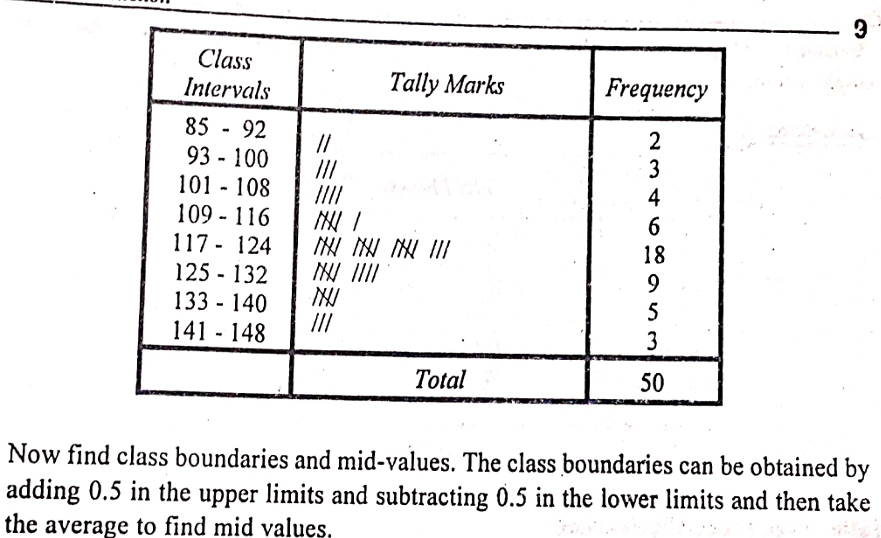 9
Class Intervals Tally Marks Frequency
85 - 92 // 2
93 - 100 /// 3
101 - 108 //// 4
109 - 116 𝍸 / 6
117 - 124 𝍸 𝍸 𝍸 /// 18
125 - 132 𝍸 //// 9
133 - 140 𝍸 5
141 - 148 /// 3
Total 50
Now find class boundaries and mid-values. The class boundaries can be obtained by
adding 0.5 in the upper limits and subtracting 0.5 in the lower limits and then take
the average to find mid values.